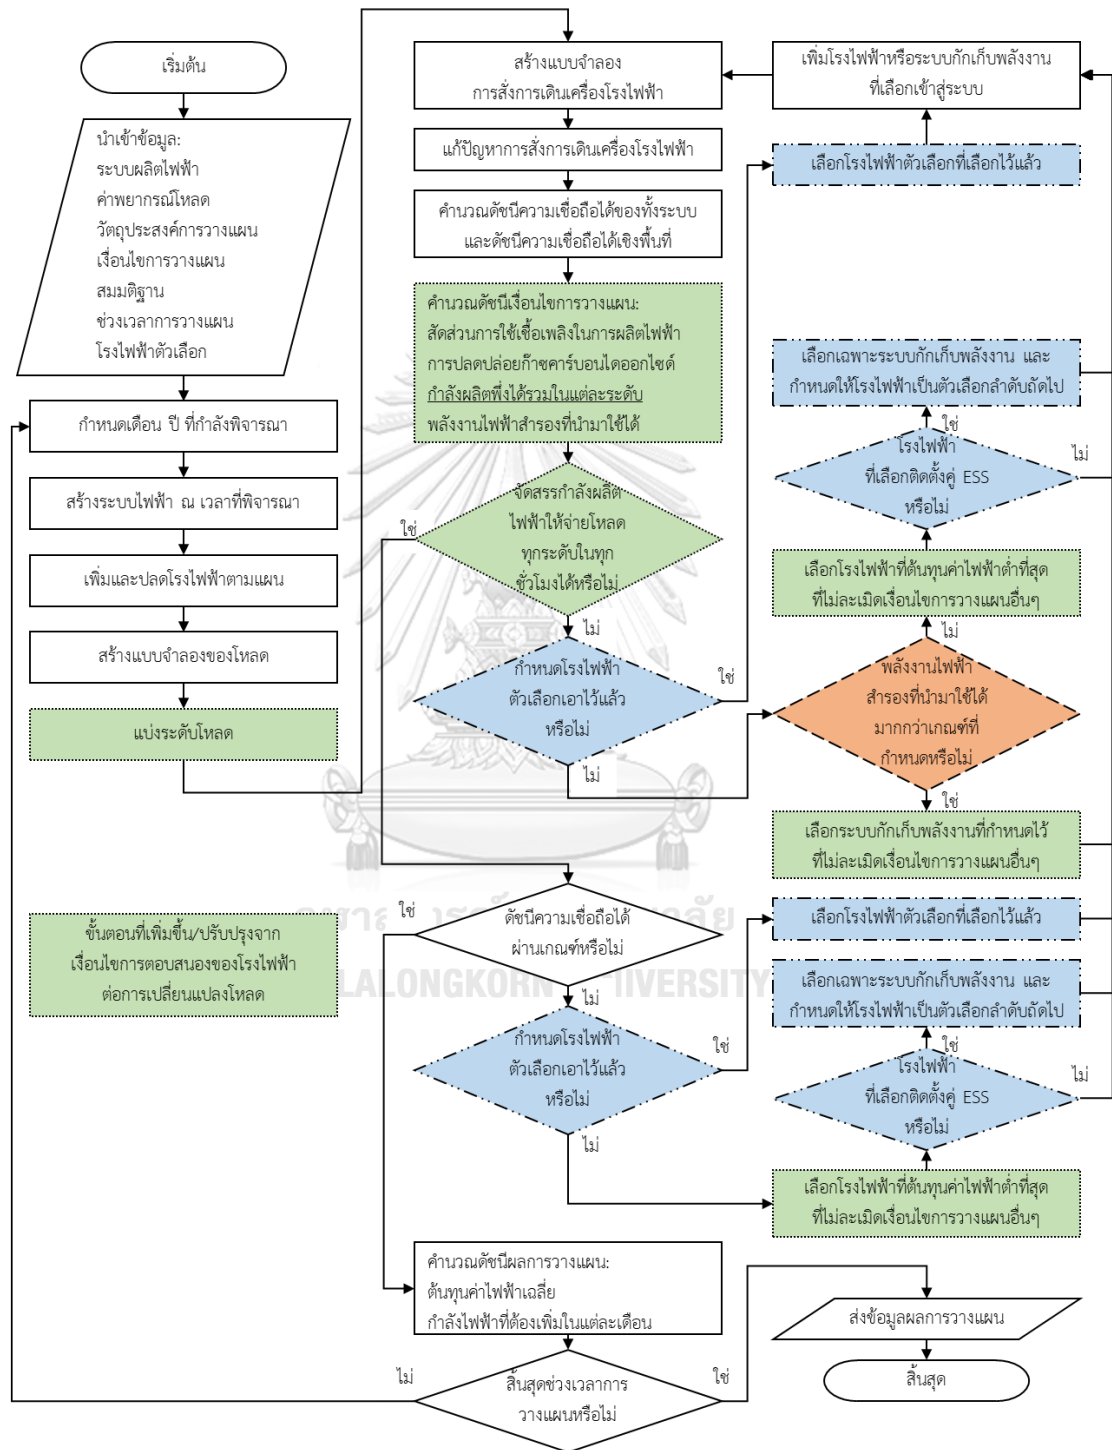 เริ่มต้น
นำเข้าข้อมูล:
ระบบผลิตไฟฟ้า
ค่าพยากรณ์โหลด
วัตถุประสงค์การวางแผน
เงื่อนไขการวางแผน
สมมติฐาน
ช่วงเวลาการวางแผน
โรงไฟฟ้าตัวเลือก
กำหนดเดือน ปี ที่กำลังพิจารณา
สร้างระบบไฟฟ้า ณ เวลาที่พิจารณา
เพิ่มและปลดโรงไฟฟ้าตามแผน
สร้างแบบจำลองของโหลด
แบ่งระดับโหลด
ขั้นตอนที่เพิ่มขึ้น/ปรับปรุงจาก
เงื่อนไขการตอบสนองของโรงไฟฟ้า
ต่อการเปลี่ยนแปลงโหลด
สร้างแบบจำลอง
การสั่งการเดินเครื่องโรงไฟฟ้า
แก้ปัญหาการสั่งการเดินเครื่องโรงไฟฟ้า
คำนวณดัชนีความเชื่อถือได้ของทั้งระบบ
และดัชนีความเชื่อถือได้เชิงพื้นที่
คำนวณดัชนีเงื่อนไขการวางแผน:
สัดส่วนการใช้เชื้อเพลิงในการผลิตไฟฟ้า
การปลดปล่อยก๊าซคาร์บอนไดออกไซด์
กำลังผลิตพึ่งได้รวมในแต่ละระดับ
พลังงานไฟฟ้าสำรองที่นำมาใช้ได้
จัดสรรกำลังผลิต
ไฟฟ้าให้จ่ายโหลด
ทุกระดับในทุก
ชั่วโมงได้หรือไม่
ใช่
ไม่
กำหนดโรงไฟฟ้า
ตัวเลือกเอาไว้แล้ว
หรือไม่
ใช่
ไม่
ดัชนีความเชื่อถือได้
ผ่านเกณฑ์หรือไม่
ใช่
ไม่
กำหนดโรงไฟฟ้า
ตัวเลือกเอาไว้แล้ว
หรือไม่
ใช่
ไม่
คำนวณดัชนีผลการวางแผน:
ต้นทุนค่าไฟฟ้าเฉลี่ย
กำลังไฟฟ้าที่ต้องเพิ่มในแต่ละเดือน
สิ้นสุดช่วงเวลาการ
วางแผนหรือไม่
ไม่
ใช่
เพิ่มโรงไฟฟ้าหรือระบบกักเก็บพลังงาน
ที่เลือกเข้าสู่ระบบ
เลือกโรงไฟฟ้าตัวเลือกที่เลือกไว้แล้ว
เลือกเฉพาะระบบกักเก็บพลังงาน และ
กำหนดให้โรงไฟฟ้าเป็นตัวเลือกลำดับถัดไป
ใช่
โรงไฟฟ้า
ที่เลือกติดตั้งคู่ ESS
หรือไม่
ไม่
เลือกโรงไฟฟ้าที่ต้นทุนค่าไฟฟ้าต่ำที่สุด
ที่ไม่ละเมิดเงื่อนไขการวางแผนอื่นๆ
ไม่
พลังงานไฟฟ้า
สำรองที่นำมาใช้ได้
มากกว่าเกณฑ์ที่
กำหนดหรือไม่
ใช่
เลือกระบบกักเก็บพลังงานที่กำหนดไว้
ที่ไม่ละเมิดเงื่อนไขการวางแผนอื่นๆ
เลือกโรงไฟฟ้าตัวเลือกที่เลือกไว้แล้ว
เลือกเฉพาะระบบกักเก็บพลังงาน และ
กำหนดให้โรงไฟฟ้าเป็นตัวเลือกลำดับถัดไป
ใช่
โรงไฟฟ้า
ที่เลือกติดตั้งคู่ ESS
หรือไม่
ไม่
เลือกโรงไฟฟ้าที่ต้นทุนค่าไฟฟ้าต่ำที่สุด
ที่ไม่ละเมิดเงื่อนไขการวางแผนอื่นๆ
ส่งข้อมูลผลการวางแผน
สิ้นสุด